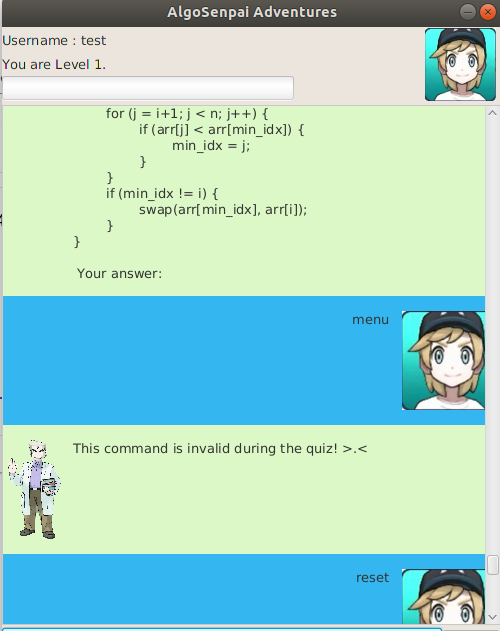 AlgoSenpai Adventures
Username : test
You are Level 1.
for (j = i+1; j < n; j++) {
if (arr[j] < arr[min_idx]) {
min_idx = j;
}
}
if (min_idx != i) {
swap(arr[min_idx], arr[i]);
}
}
Your answer:
menu
This command is invalid during the quiz! >.<
reset